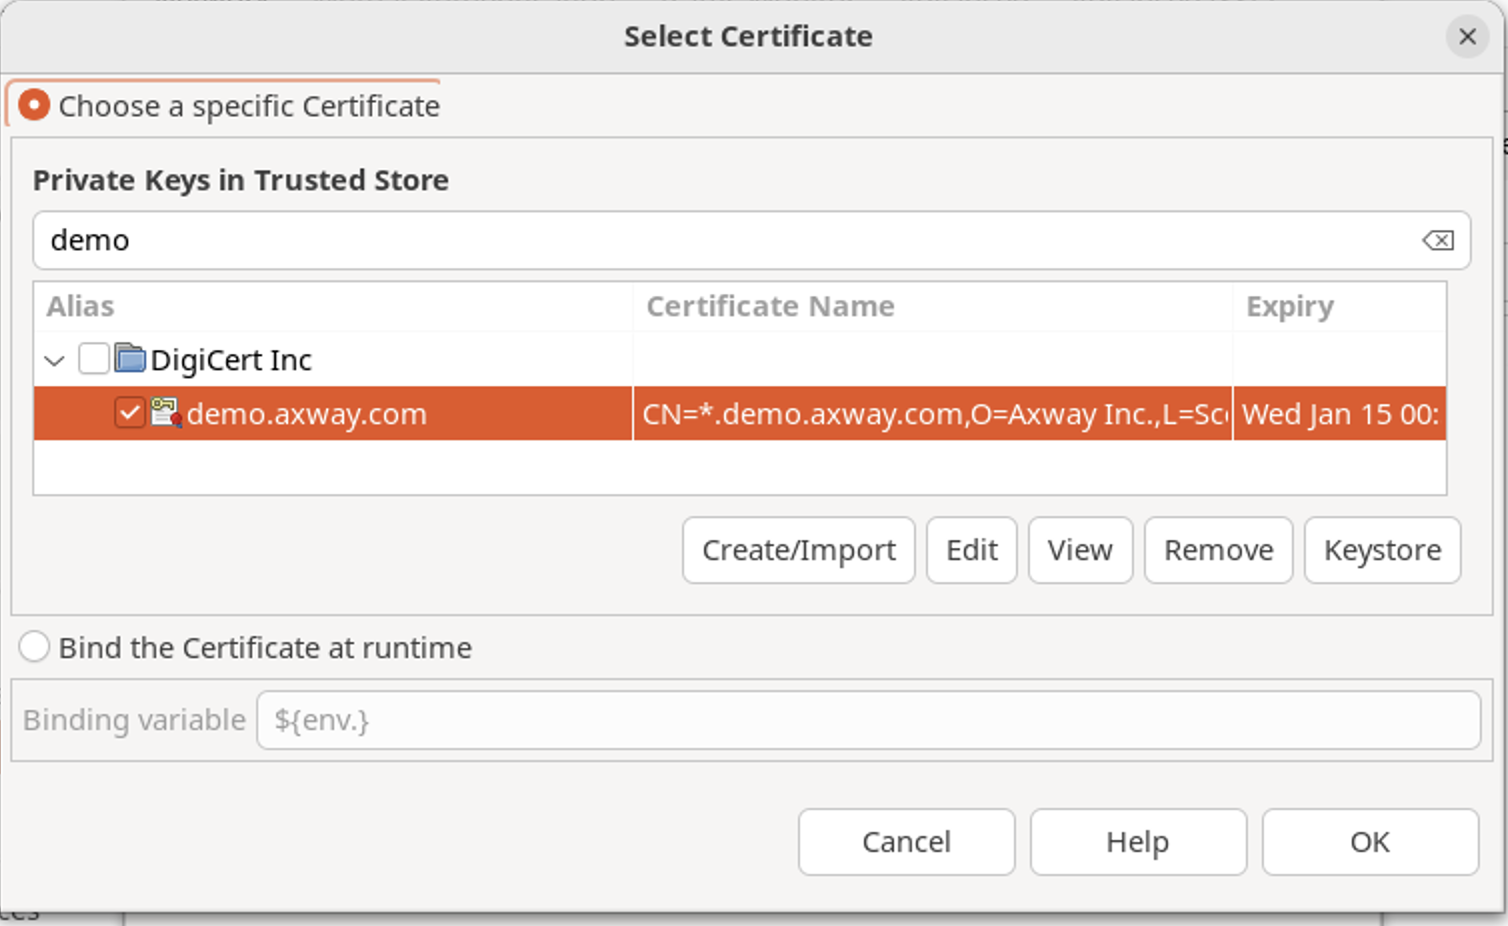 Select Certificate
Choose a specific Certificate
Private Keys in Trusted Store
demo
Alias Certificate Name Expiry
DigiCert Inc
demo.axway.com CN=*.demo.axway.com,O=Axway Inc.,L=Sc Wed Jan 15 00:
Create/Import Edit View Remove Keystore
Bind the Certificate at runtime
Binding variable ${env.}
Cancel Help OK